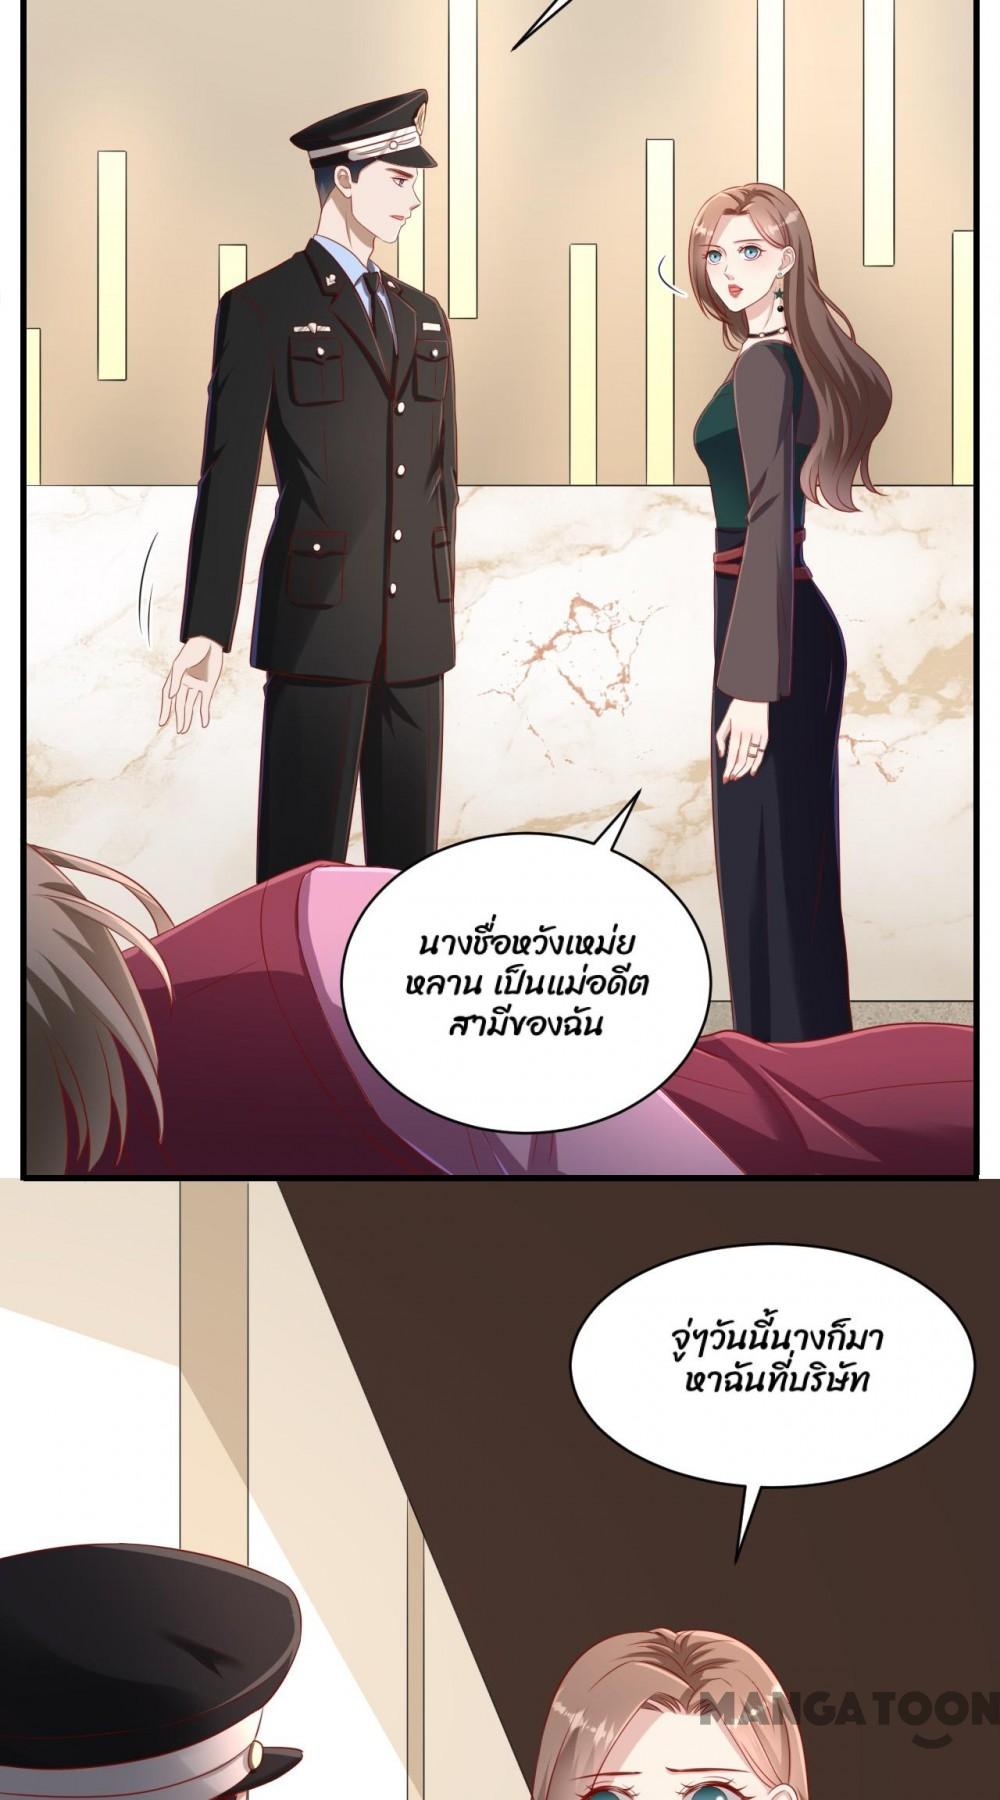 นางชื่อหวังเหม่ย
หลาน เป็นแม่อดีต
สามีของฉัน
จู่ๆวันนี้นางก็มา
หาฉันที่บริษัท
MANGATOON